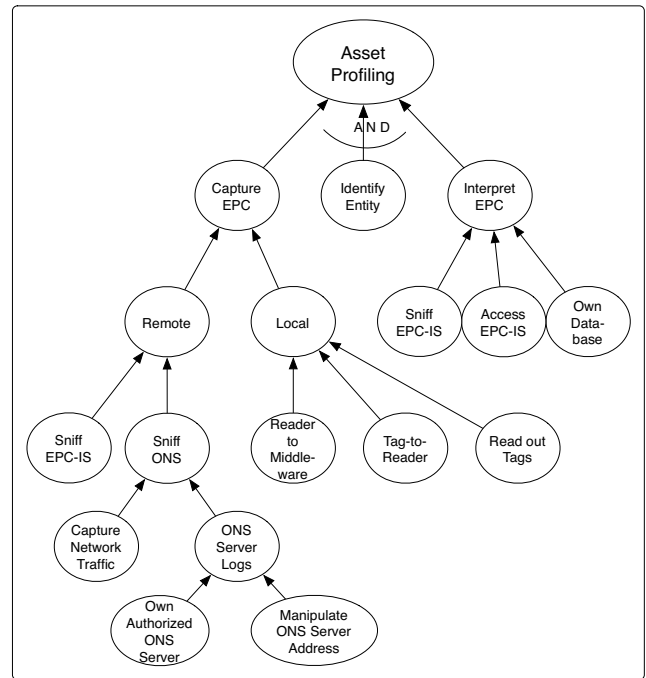 Asset
Profiling
A N D
Capture
EPC
Identify
Entity
Interpret
EPC
Remote
Local
Sniff
EPC-IS
Access
EPC-IS
Own
Data-
base
Sniff
EPC-IS
Sniff
ONS
Reader
to
Middle-
ware
Tag-to-
Reader
Read out
Tags
Capture
Network
Traffic
ONS
Server
Logs
Own
Authorized
ONS
Server
Manipulate
ONS Server
Address